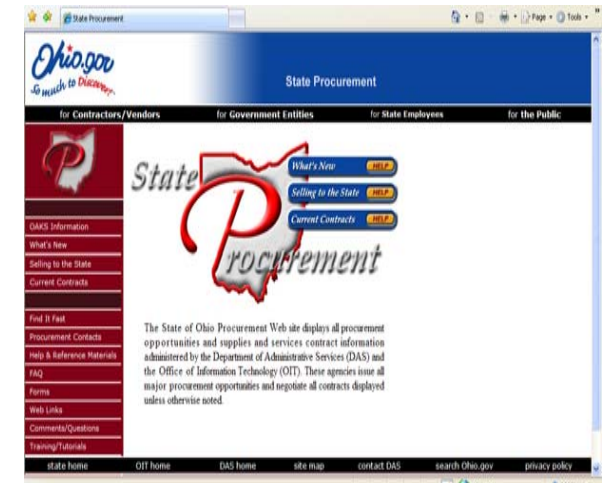 State Procurement
Page
Tools
Ohio.gov
So much to Discover
State Procurement
for Contractors/Vendors
for Government Entities
for State Employees
for the Public
P
State
Procurement
What's New HELP
Selling to the State HELP
Current Contracts HELP
DAKS Information
What's New
Selling to the State
Current Contracts
Find It Fast
Procurement Contacts
Help & Reference Materials
FAQ
Forms
Web Links
Comments/Questions
Training/Tutorials
The State of Ohio Procurement Web site displays all procurement
opportunities and supplies and services contract information
administered by the Department of Administrative Services (DAS) and
the Office of Information Technology (OIT). These agencies issue all
major procurement opportunities and negotiate all contracts displayed
unless otherwise noted.
state home
OIT home
DAS home
site map
contact DAS
search Ohio.gov
privacy policy